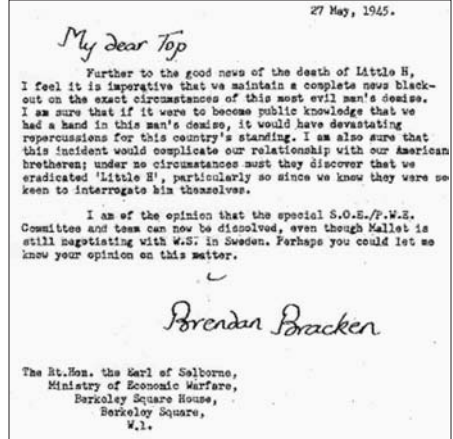 27 May, 1945.
My dear Top
Further to the good news of the death of Little H,
I feel it is imperative that we maintain a complete news black-
out on the exact circumstances of this most evil man's demise.
I am sure that if it were to become public knowledge that we
had a hand in this man's demise, it would have devastating
repercussions for this country's standing. I am also sure that
this incident would complicate our relationship with our American
bretheren; under no circumstances must they discover that we
eradicated 'Little H', particularly so since we know they were so
keen to interrogate him themselves.
I am of the opinion that the special S.O.E./P.W.E.
Committee and team can now be dissolved, even though Mallet is
still negotiating with W.S. in Sweden. Perhaps you could let me
know your opinion on this matter.
Brendan Bracken
The Rt.Hon. the Earl of Selborne,
Ministry of Economic Warfare,
Berkeley Square House,
Berkeley Square,
W.1.